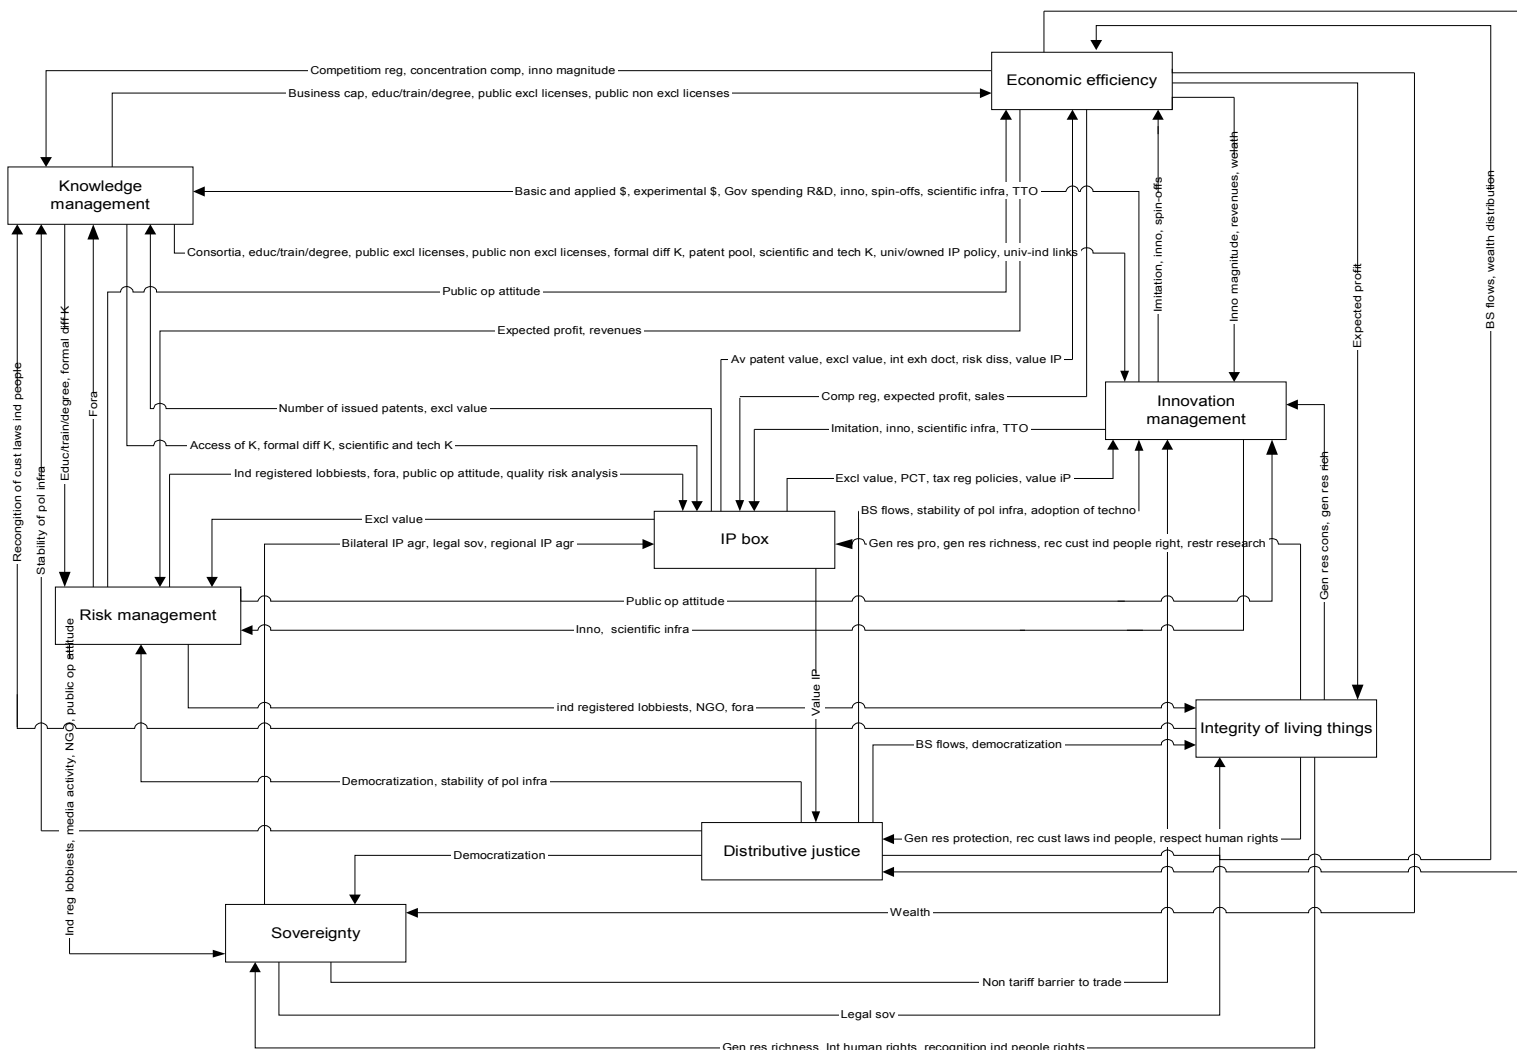 Economic efficiency
Competitiom reg, concentration comp, inno magnitude
Business cap, educ/train/degree, public excl licenses, public non excl licenses
Knowledge
management
Basic and applied $, experimental $, Gov spending R&D, inno, spin-offs, scientific infra, TTO
Consortia, educ/train/degree, public excl licenses, public non excl licenses, formal diff K, patent pool, scientific and tech K, univ/owned IP policy, univ-ind links
Imitation, inno, spin-offs
Inno magnitude, revenues, welath
Expected profit
BS flows, wealth distribution
Public op attitude
Expected profit, revenues
Av patent value, excl value, int exh doct, risk diss, value IP
Comp reg, expected profit, sales
Innovation
management
Number of issued patents, excl value
Imitation, inno, scientific infra, TTO
Access of K, formal diff K, scientific and tech K
Ind registered lobbiests, fora, public op attitude, quality risk analysis
Excl value, PCT, tax reg policies, value iP
Recongition of cust laws ind people
Stability of pol infra
Educ/train/degree, formal diff K
Fora
Excl value
BS flows, stability of pol infra, adoption of techno
IP box
Bilateral IP agr, legal sov, regional IP agr
Gen res pro, gen res richness, rec cust ind people right, restr research
Gen res cons, gen res rich
Risk management
Public op attitude
Inno, scientific infra
Value IP
ind registered lobbiests, NGO, fora
Integrity of living things
BS flows, democratization
Democratization, stability of pol infra
Ind reg lobbiests, media activity, NGO, public op attitude
Distributive justice
Gen res protection, rec cust laws ind people, respect human rights
Democratization
Wealth
Sovereignty
Non tariff barrier to trade
Legal sov
Gen res richness, Int human rights, recognition ind people rights